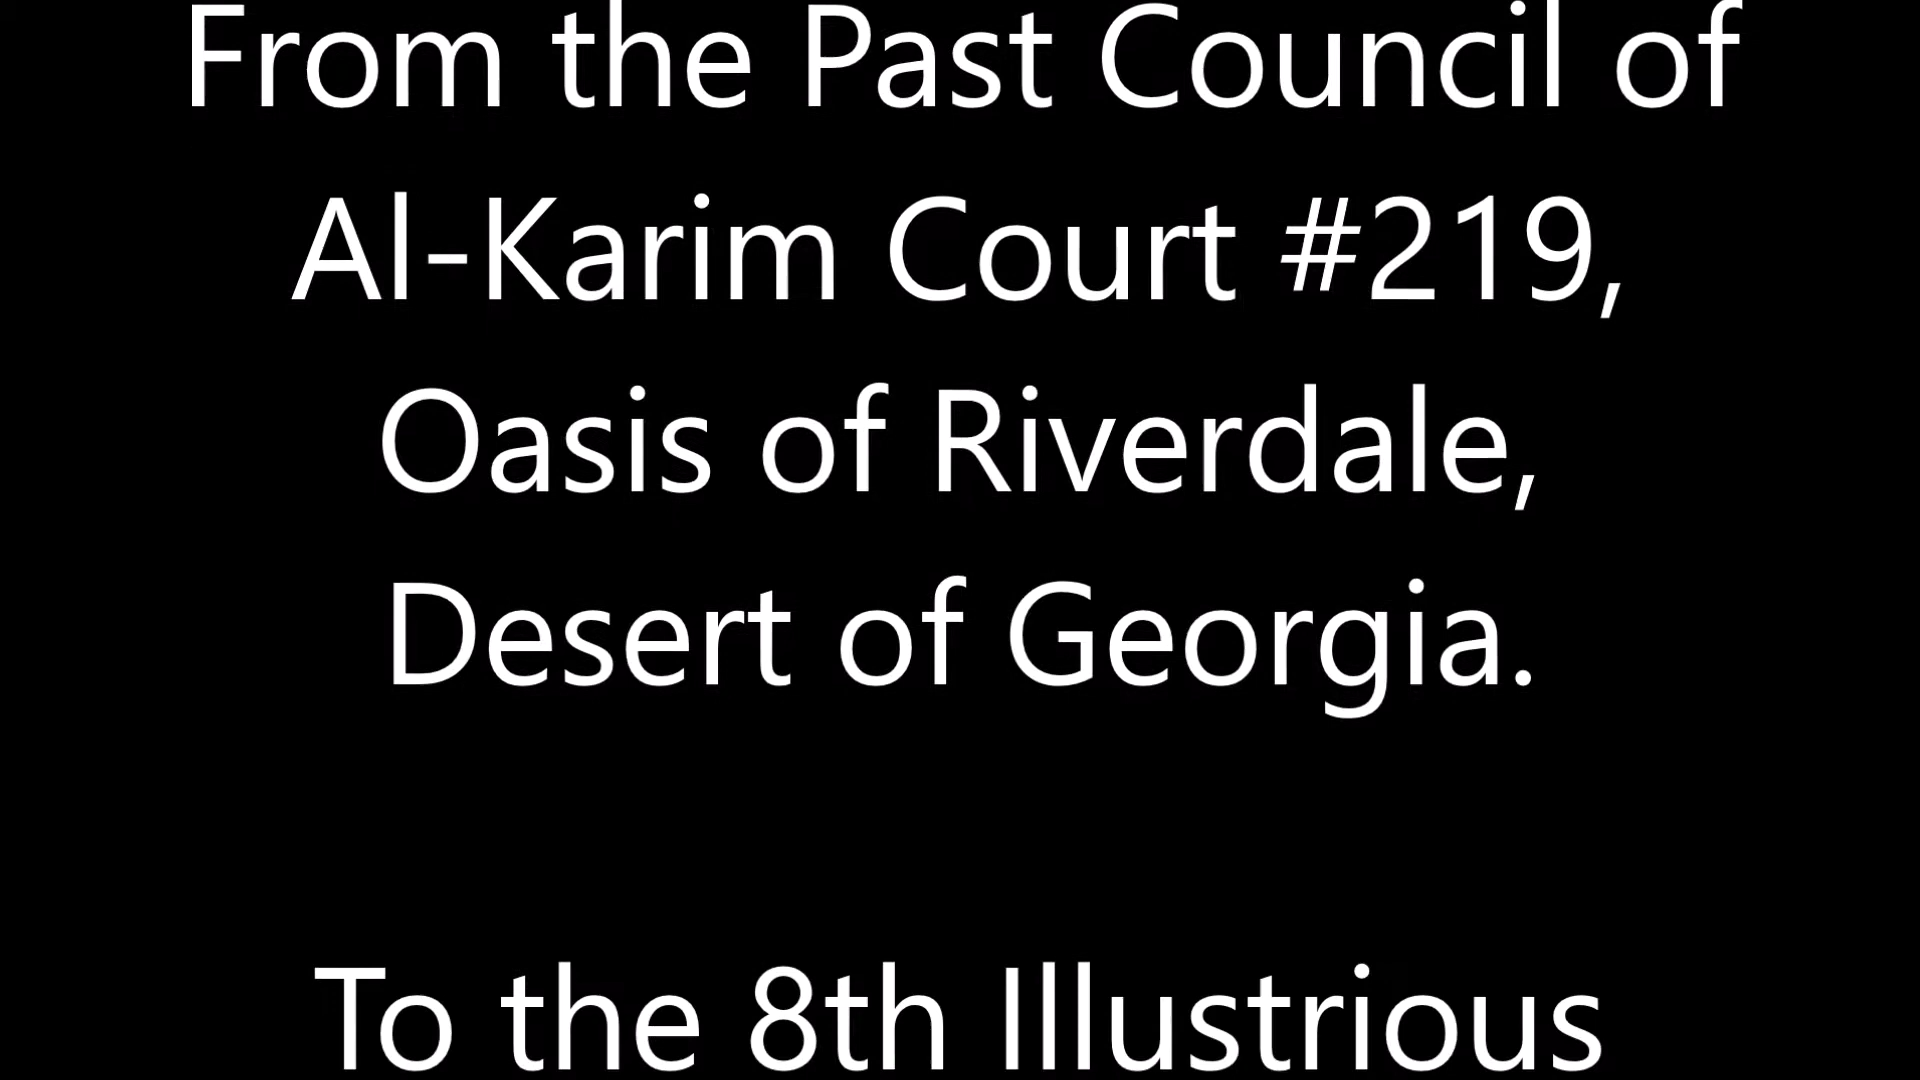 From the Past Council of
Al-Karim Court #219,
Oasis of Riverdale,
Desert of Georgia.
To the 8th Illustrious